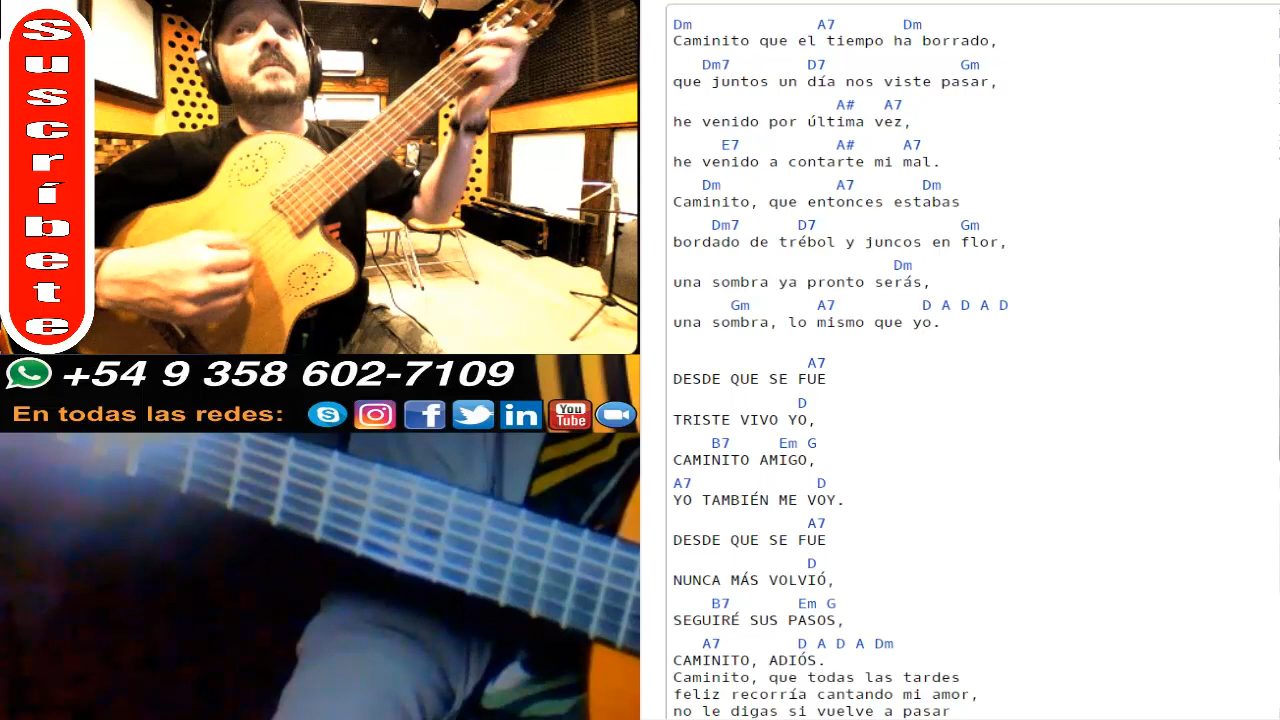 Suscríbete
+54 9 358 602-7109
En todas las redes:
You
Tube
in
Dm A7 Dm
Caminito que el tiempo ha borrado,
Dm7 D7 Gm
que juntos un día nos viste pasar,
A# A7
he venido por última vez,
E7 A# A7
he venido a contarte mi mal.
Dm A7 Dm
Caminito, que entonces estabas
Dm7 D7 Gm
bordado de trébol y juncos en flor,
Dm
una sombra ya pronto serás,
Gm A7 D A D A D
una sombra, lo mismo que yo.
A7
DESDE QUE SE FUE
D
TRISTE VIVO YO,
B7 Em G
CAMINITO AMIGO,
A7 D
YO TAMBIÉN ME VOY.
A7
DESDE QUE SE FUE
D
NUNCA MÁS VOLVIÓ,
B7 Em G
SEGUIRÉ SUS PASOS,
A7 D A D A Dm
CAMINITO, ADIÓS.
Caminito, que todas las tardes
feliz recorría cantando mi amor,
no le digas si vuelve a pasar